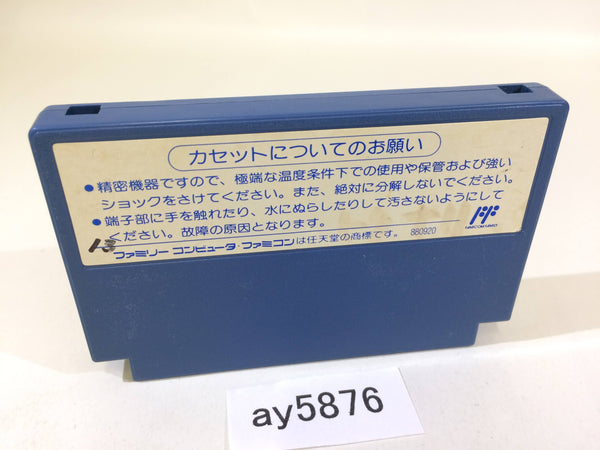 カセットについてのお願い
●精密機器ですので、極端な温度条件下での使用や保管および強い
ショックをさけてください。また、絶対に分解しないでください。
●端子部に手を触れたり、水にぬらしたりして汚さないようにして
ください。故障の原因となります。
ファミリー コンピュータ・ファミコンは任天堂の商標です。 880920
ay5876